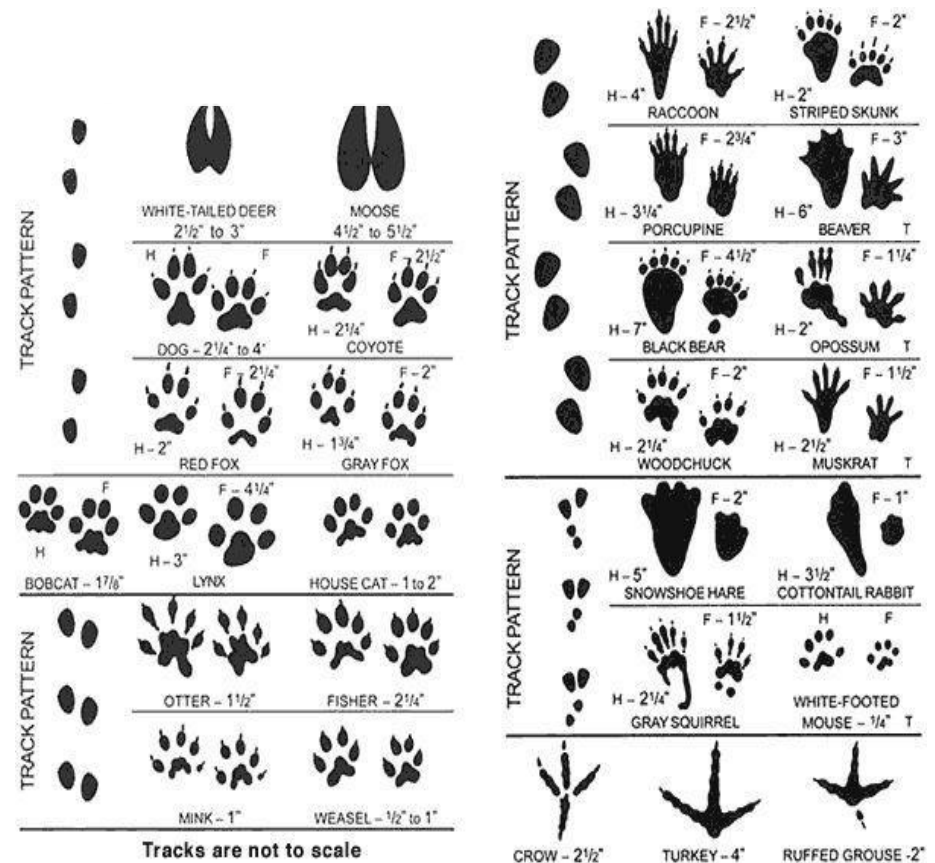 TRACK PATTERN
WHITE-TAILED DEER
2½" to 3"
MOOSE
4½" to 5½"
H
F
DOG – 2¼" to 4"
F – 2½"
H – 2¼"
COYOTE
F – 2¼"
H – 2"
RED FOX
F – 2"
H – 1¾"
GRAY FOX
F
H
BOBCAT – 1⅞"
F – 4¼"
H – 3"
LYNX
HOUSE CAT – 1 to 2"
TRACK PATTERN
OTTER – 1½"
FISHER – 2¼"
MINK – 1"
WEASEL – ½" to 1"
Tracks are not to scale
TRACK PATTERN
F – 2½"
H – 4"
RACCOON
F – 2"
H – 2"
STRIPED SKUNK
F – 2¾"
H – 3¼"
PORCUPINE
F – 3"
H – 6"
BEAVER T
F – 4½"
H – 7"
BLACK BEAR
F – 1¼"
H – 2"
OPOSSUM T
F – 2"
H – 2¼"
WOODCHUCK
F – 1½"
H – 2½"
MUSKRAT T
TRACK PATTERN
F – 2"
H – 5"
SNOWSHOE HARE
F – 1"
H – 3½"
COTTONTAIL RABBIT
F – 1½"
H – 2¼"
GRAY SQUIRREL
H
F
WHITE-FOOTED
MOUSE – ¼" T
CROW – 2½"
TURKEY – 4"
RUFFED GROUSE -2"